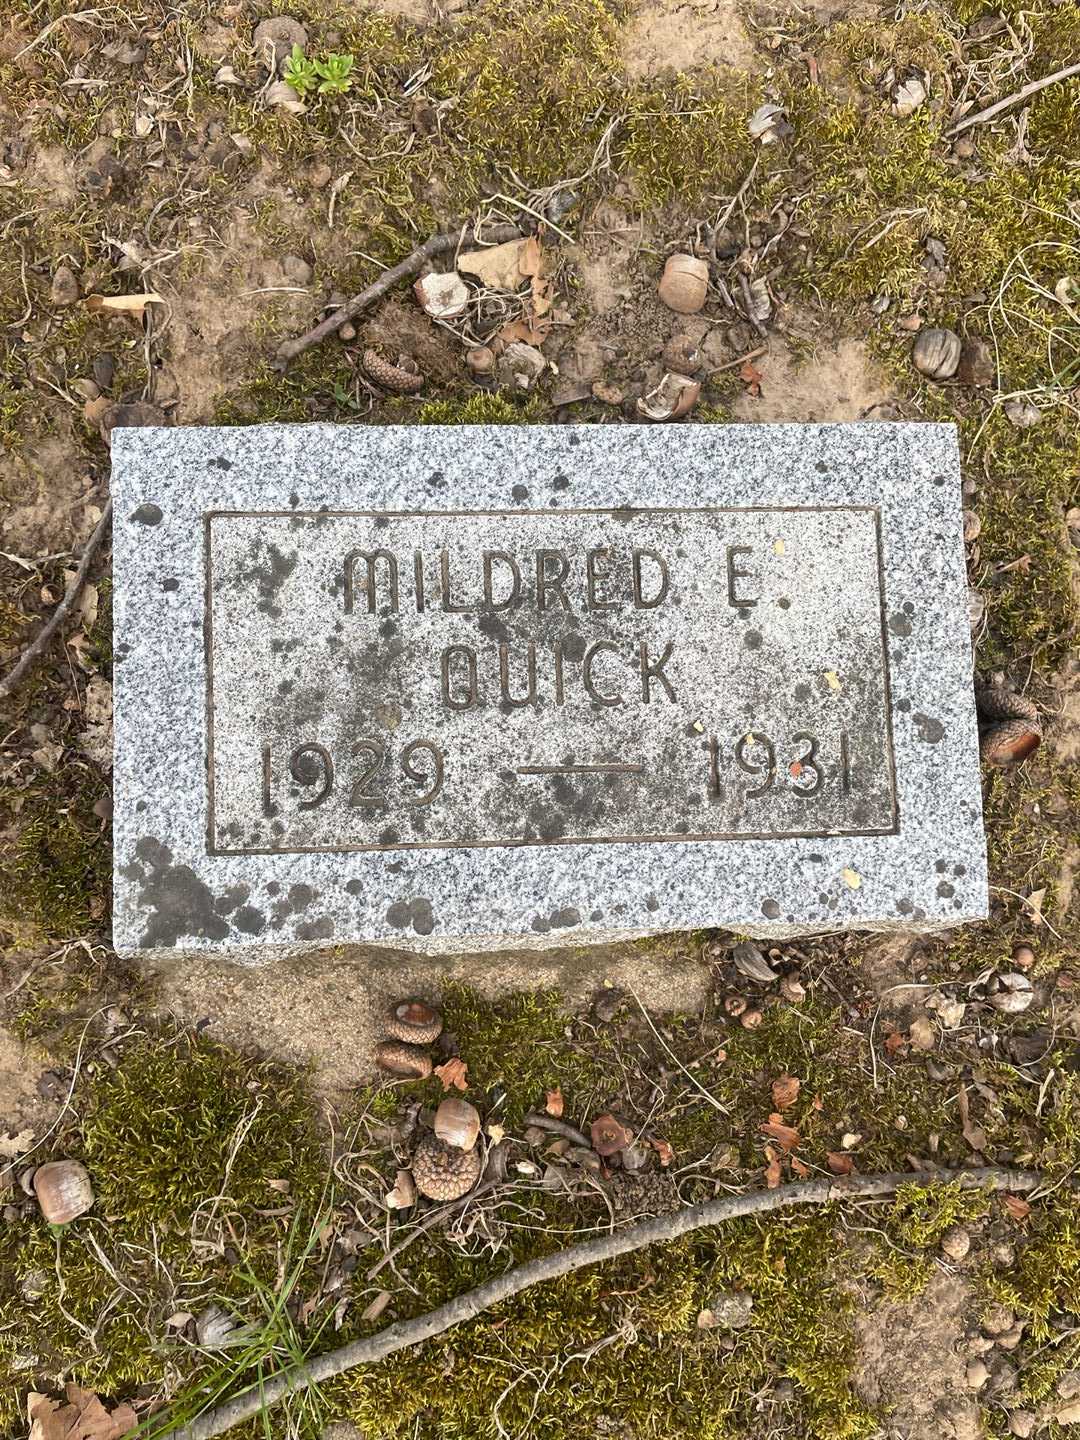 MILDRED E.
QUICK
1929 — 1931